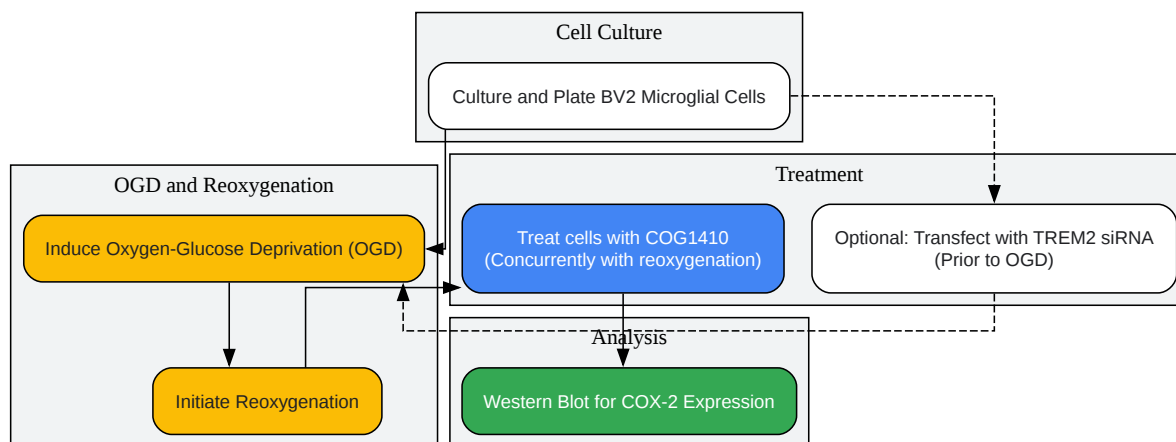 Cell Culture
Culture and Plate BV2 Microglial Cells
OGD and Reoxygenation
Treatment
Induce Oxygen-Glucose Deprivation (OGD)
Treat cells with COG1410
(Concurrently with reoxygenation)
Optional: Transfect with TREM2 siRNA
(Prior to OGD)
Analysis
Initiate Reoxygenation
Western Blot for COX-2 Expression